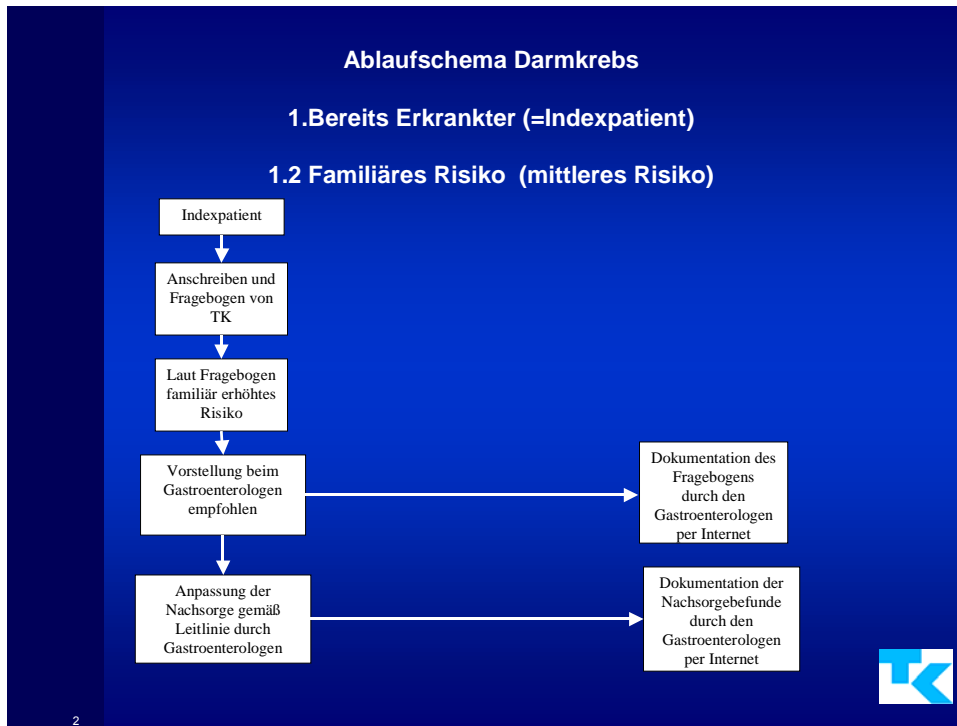 Ablaufschema Darmkrebs
1.Bereits Erkrankter (=Indexpatient)
1.2 Familiäres Risiko (mittleres Risiko)
Indexpatient
Anschreiben und
Fragebogen von
TK
Laut Fragebogen
familiär erhöhtes
Risiko
Vorstellung beim
Gastroenterologen
empfohlen
Dokumentation des
Fragebogens
durch den
Gastroenterologen
per Internet
Anpassung der
Nachsorge gemäß
Leitlinie durch
Gastroenterologen
Dokumentation der
Nachsorgebefunde
durch den
Gastroenterologen
per Internet
TK
2